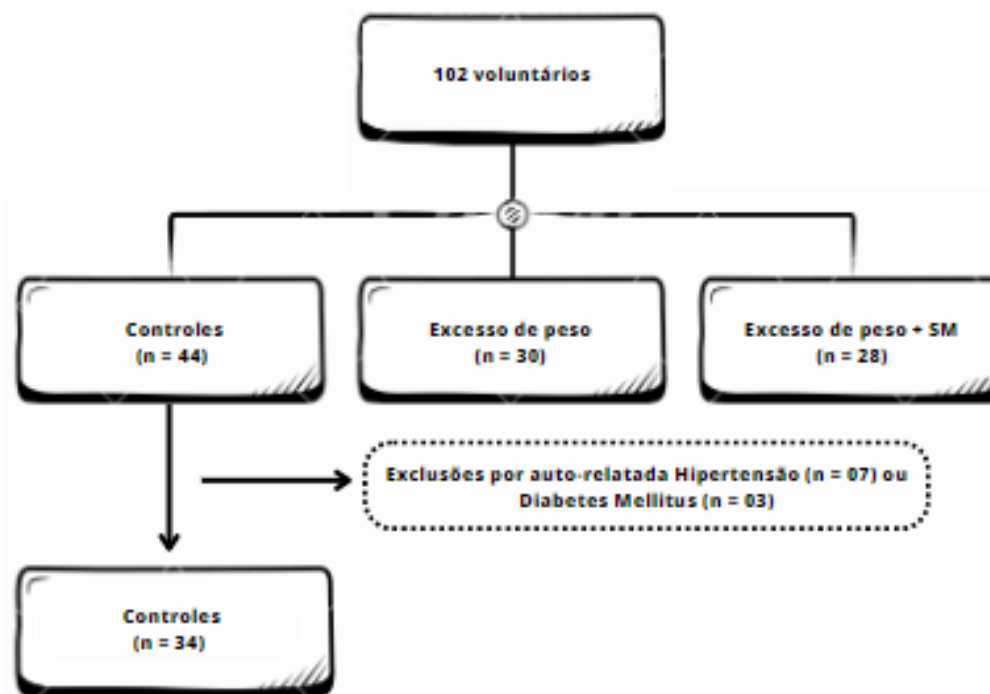 102 voluntários
Controles
(n = 44)
Excesso de peso
(n = 30)
Excesso de peso + SM
(n = 28)
Exclusões por auto-relatada Hipertensão (n = 07) ou
Diabetes Mellitus (n = 03)
Controles
(n = 34)